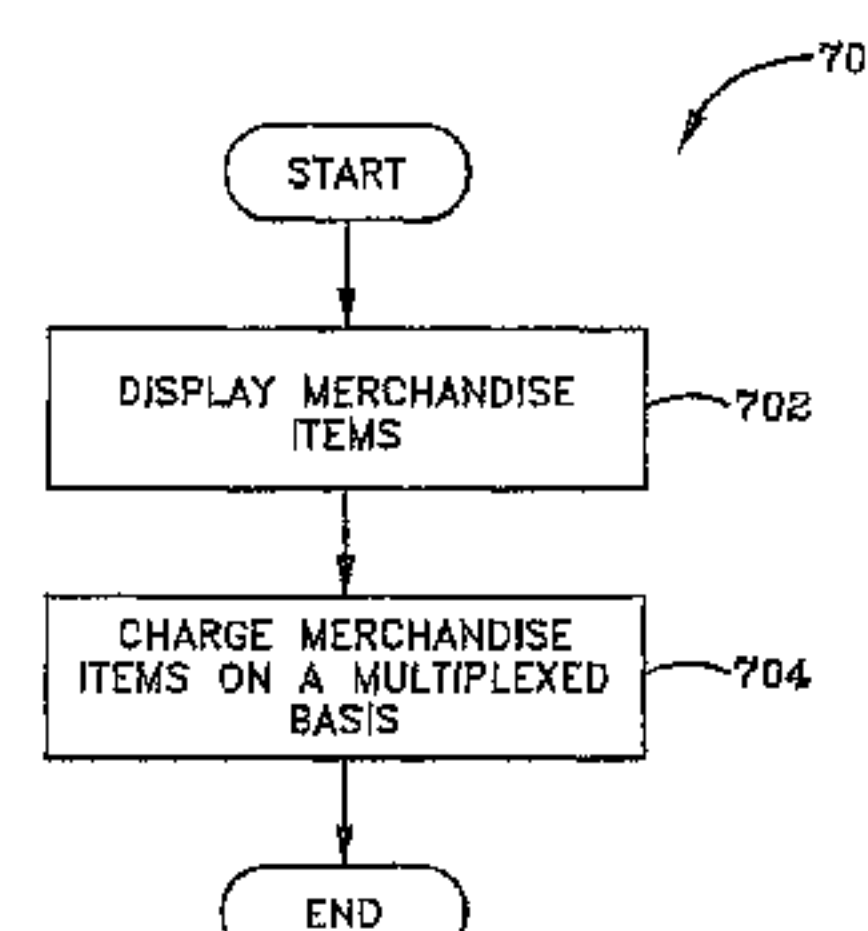 70
START
DISPLAY MERCHANDISE
ITEMS
702
CHARGE MERCHANDISE
ITEMS ON A MULTIPLEXED
BASIS
704
END